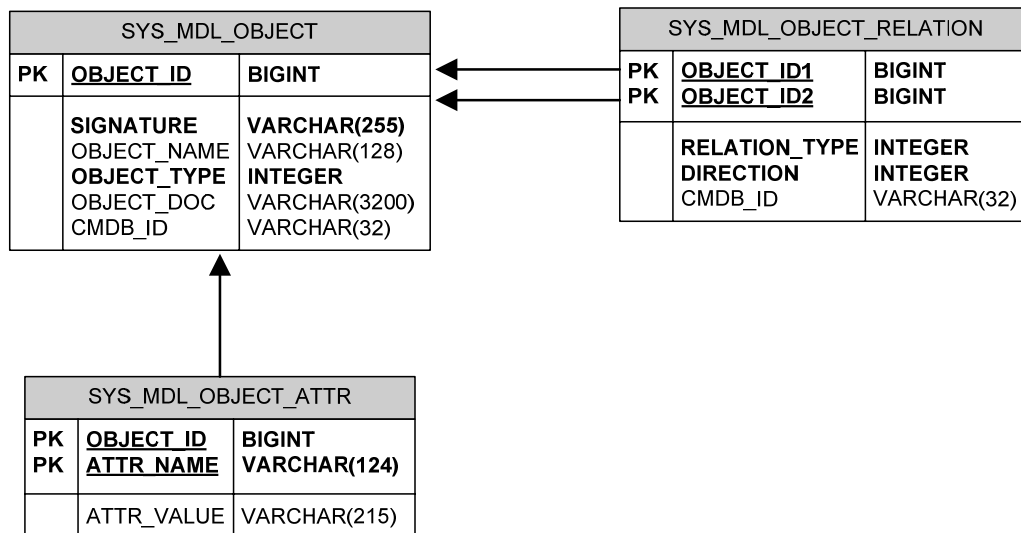 SYS_MDL_OBJECT
PK OBJECT_ID BIGINT
SIGNATURE VARCHAR(255)
OBJECT_NAME VARCHAR(128)
OBJECT_TYPE INTEGER
OBJECT_DOC VARCHAR(3200)
CMDB_ID VARCHAR(32)
SYS_MDL_OBJECT_RELATION
PK OBJECT_ID1 BIGINT
PK OBJECT_ID2 BIGINT
RELATION_TYPE INTEGER
DIRECTION INTEGER
CMDB_ID VARCHAR(32)
SYS_MDL_OBJECT_ATTR
PK OBJECT_ID BIGINT
PK ATTR_NAME VARCHAR(124)
ATTR_VALUE VARCHAR(215)